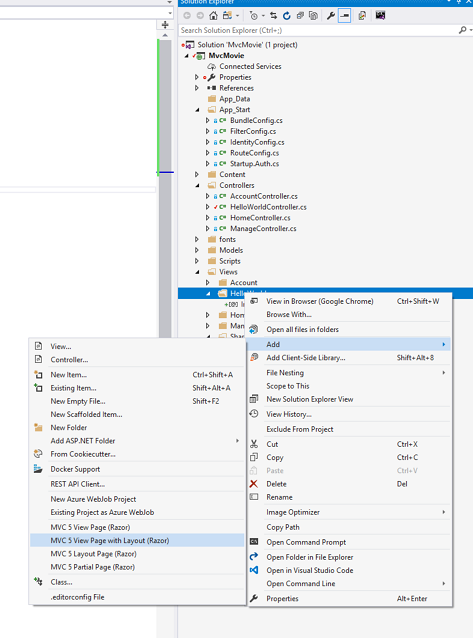 Solution Explorer
Search Solution Explorer (Ctrl+;)
Solution 'MvcMovie' (1 project)
MvcMovie
Connected Services
Properties
References
App_Data
App_Start
BundleConfig.cs
FilterConfig.cs
IdentityConfig.cs
RouteConfig.cs
Startup.Auth.cs
Content
Controllers
AccountController.cs
HelloWorldController.cs
HomeController.cs
ManageController.cs
fonts
Models
Scripts
Views
Account
View in Browser (Google Chrome) Ctrl+Shift+W
Browse With...
Open all files in folders
Add
Add Client-Side Library... Shift+Alt+8
File Nesting
Scope to This
New Solution Explorer View
View History...
Exclude From Project
Cut Ctrl+X
Copy Ctrl+C
Paste Ctrl+V
Delete Del
Rename
Image Optimizer
Copy Path
Open Command Prompt
Open Folder in File Explorer
Open in Visual Studio Code
Open Command Line
Properties Alt+Enter
View...
Controller...
New Item... Ctrl+Shift+A
Existing Item... Shift+Alt+A
New Empty File... Shift+F2
New Scaffolded Item...
New Folder
Add ASP.NET Folder
From Cookiecutter...
Docker Support
REST API Client...
New Azure WebJob Project
Existing Project as Azure WebJob
MVC 5 View Page (Razor)
MVC 5 View Page with Layout (Razor)
MVC 5 Layout Page (Razor)
MVC 5 Partial Page (Razor)
Class...
.editorconfig File